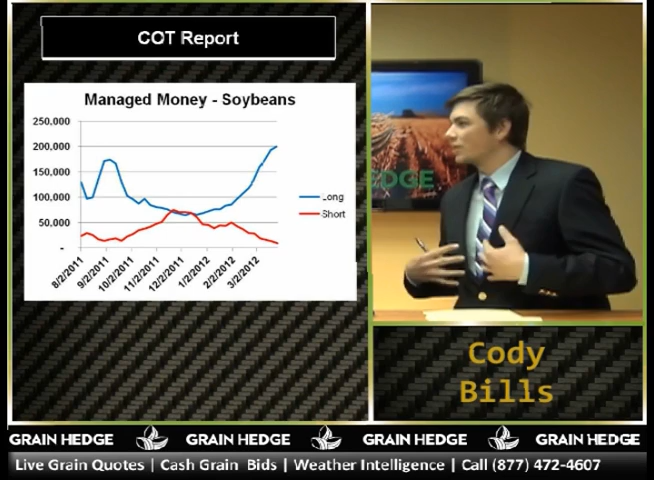 COT Report
Managed Money - Soybeans
250,000
200,000
150,000
100,000
50,000
-
8/2/2011
9/2/2011
10/2/2011
11/2/2011
12/2/2011
1/2/2012
2/2/2012
3/2/2012
Long
Short
EDGE
Cody
Bills
GRAIN HEDGE GRAIN HEDGE GRAIN HEDGE GRAIN HEDGE
Live Grain Quotes | Cash Grain Bids | Weather Intelligence | Call (877) 472-4607